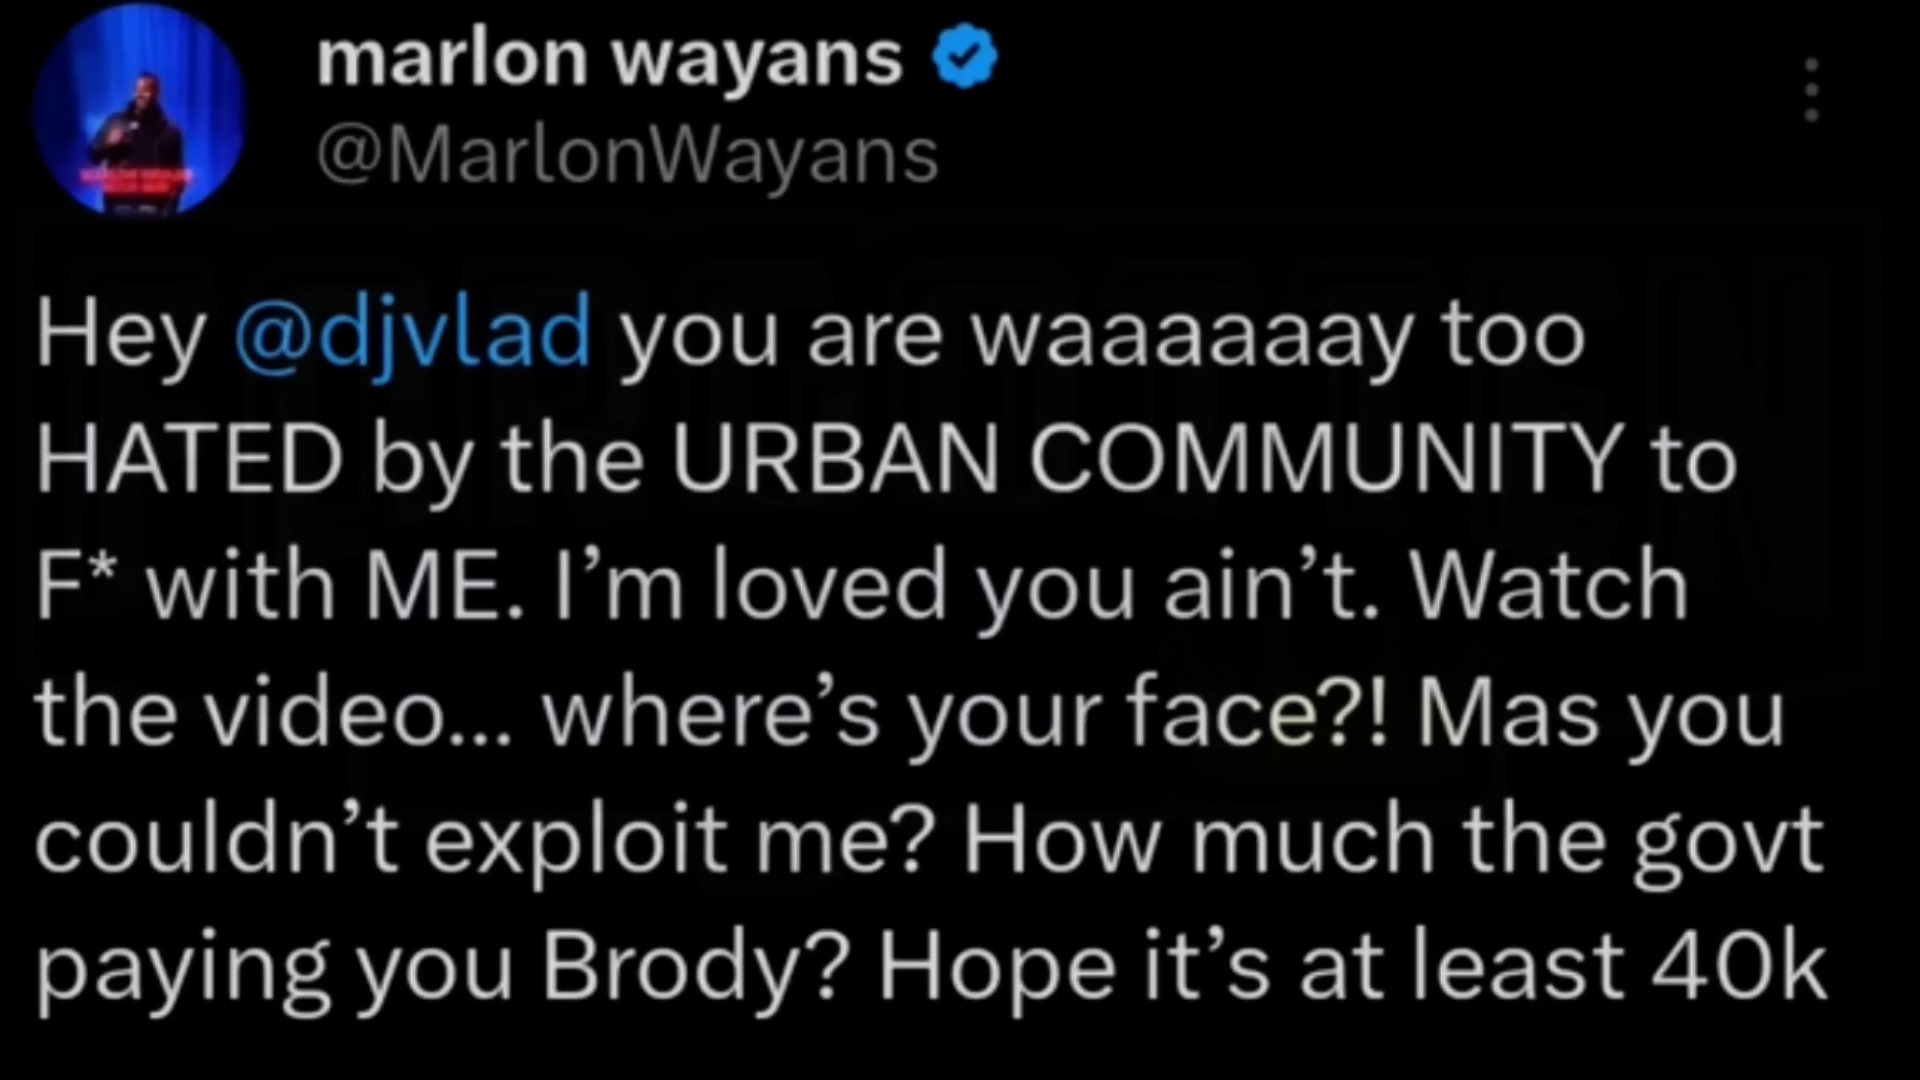 marlon wayans
@MarlonWayans
Hey @djvlad you are waaaaaaay too
HATED by the URBAN COMMUNITY to
F* with ME. I’m loved you ain’t. Watch
the video... where’s your face?! Mas you
couldn’t exploit me? How much the govt
paying you Brody? Hope it’s at least 40k